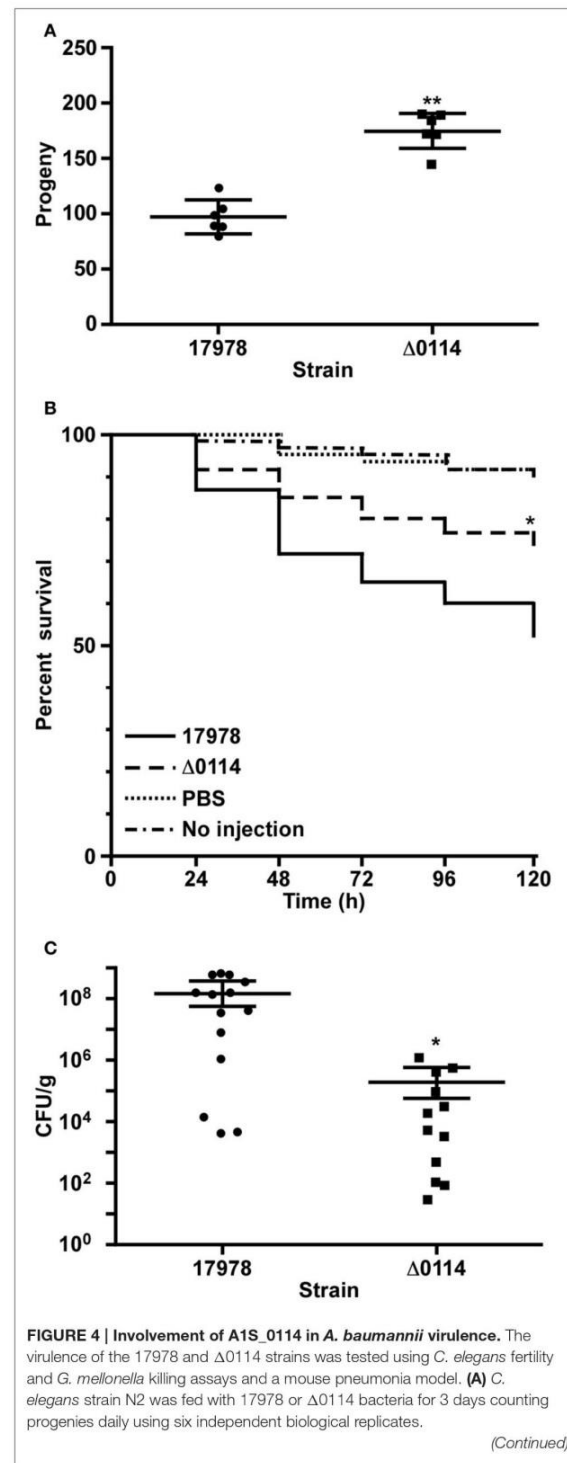 A
250
200
150
100
50
0
Progeny
**
17978
Δ0114
Strain
B
100
50
0
Percent survival
*
17978
Δ0114
PBS
No injection
0 24 48 72 96 120
Time (h)
C
10⁸
10⁶
10⁴
10²
10⁰
CFU/g
*
17978
Δ0114
Strain
FIGURE 4 | Involvement of A1S_0114 in A. baumannii virulence. The
virulence of the 17978 and Δ0114 strains was tested using C. elegans fertility
and G. mellonella killing assays and a mouse pneumonia model. (A) C.
elegans strain N2 was fed with 17978 or Δ0114 bacteria for 3 days counting
progenies daily using six independent biological replicates.
(Continued)